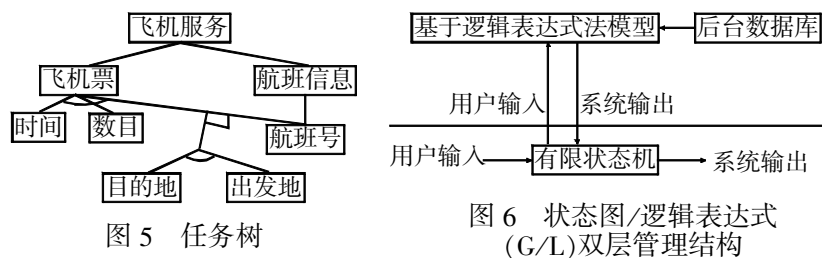 飞机服务
飞机票
航班信息
时间
数目
航班号
目的地
出发地
图 5 任务树
基于逻辑表达式法模型
后台数据库
用户输入
系统输出
用户输入
有限状态机
系统输出
图 6 状态图/逻辑表达式
(G/L)双层管理结构